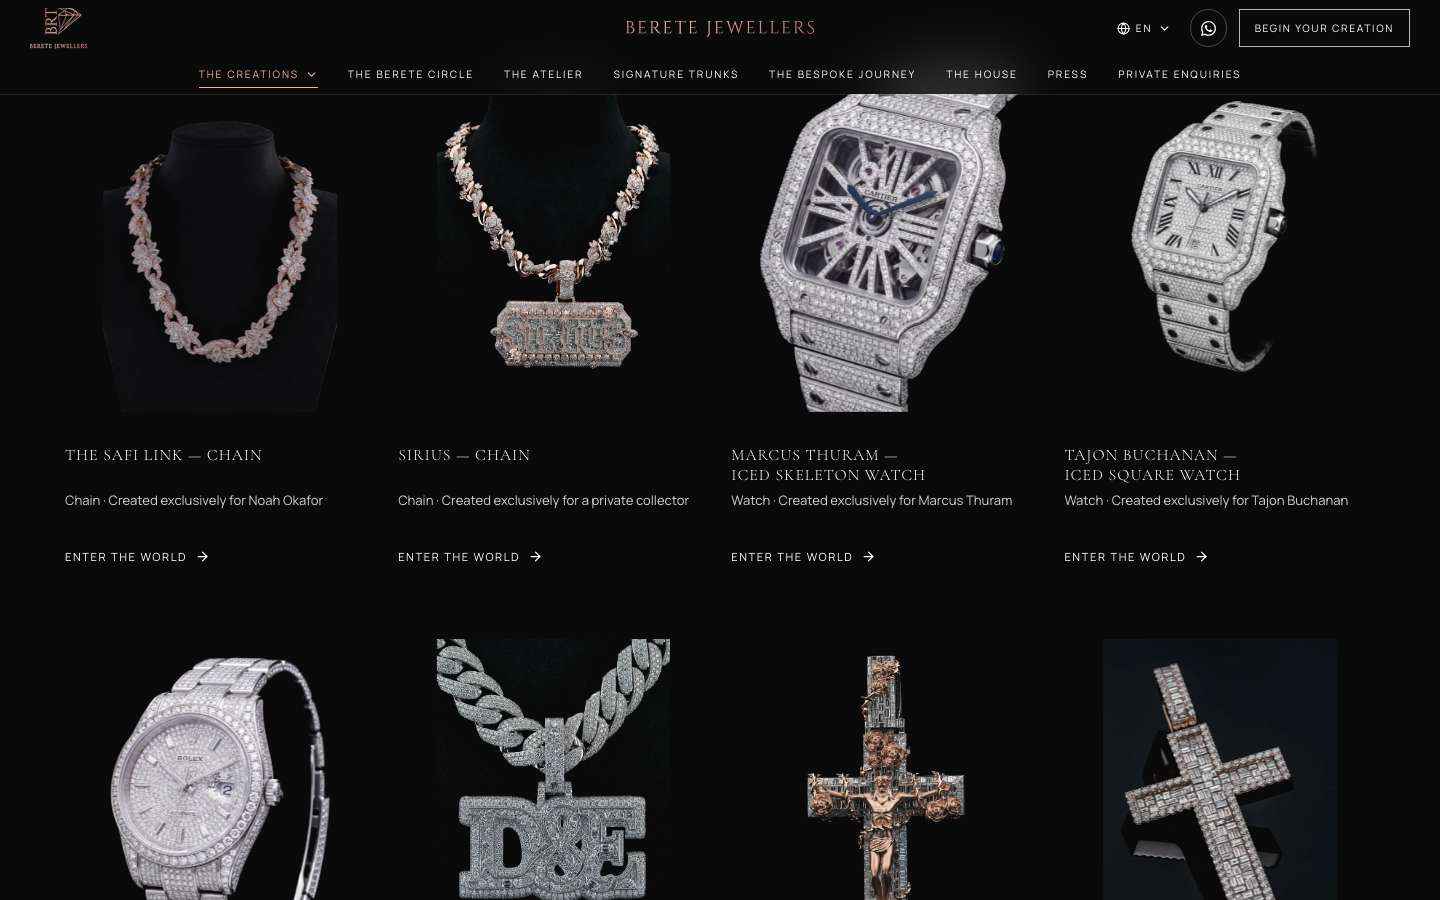 BRT
BERETE JEWELLERS
BERETE JEWELLERS
EN
BEGIN YOUR CREATION
THE CREATIONS
THE BERETE CIRCLE
THE ATELIER
SIGNATURE TRUNKS
THE BESPOKE JOURNEY
THE HOUSE
PRESS
PRIVATE ENQUIRIES
SIRIUS
CARTIER
THE SAFI LINK — CHAIN
Chain · Created exclusively for Noah Okafor
ENTER THE WORLD
SIRIUS — CHAIN
Chain · Created exclusively for a private collector
ENTER THE WORLD
MARCUS THURAM —
ICED SKELETON WATCH
Watch · Created exclusively for Marcus Thuram
ENTER THE WORLD
TAJON BUCHANAN —
ICED SQUARE WATCH
Watch · Created exclusively for Tajon Buchanan
ENTER THE WORLD
ROLEX
D&E